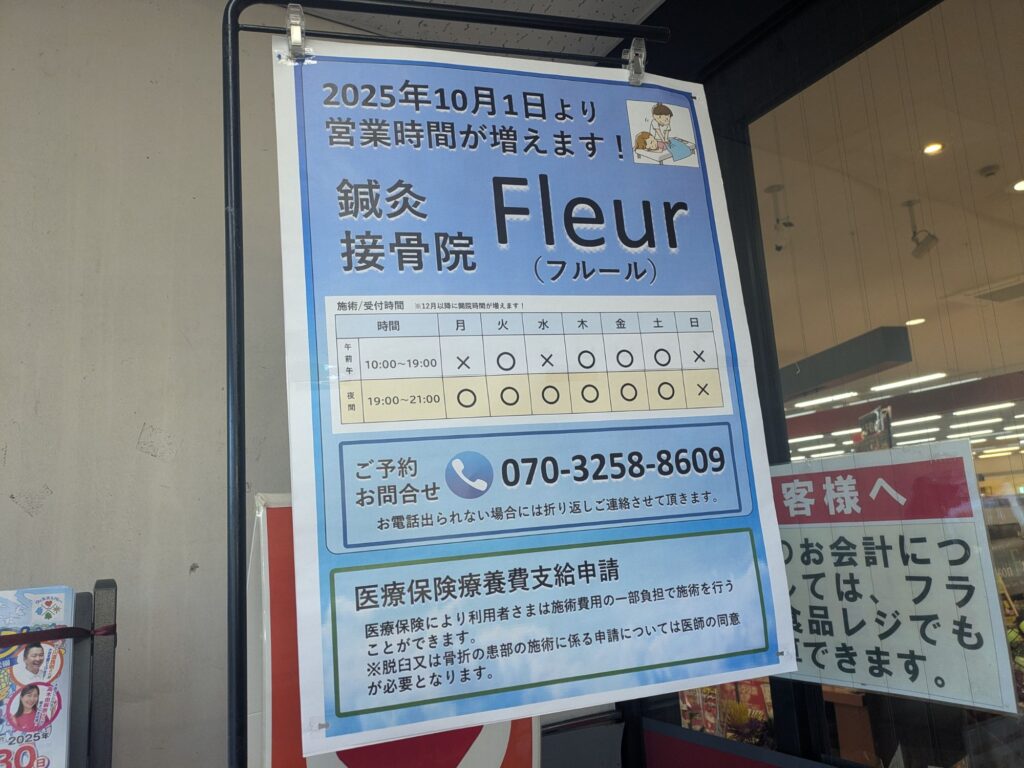 2025年10月1日より
営業時間が増えます！
鍼灸
接骨院
Fleur
（フルール）
施術/受付時間 ※12月以降に開院時間が増えます！
時間 月 火 水 木 金 土 日
午前午 10:00～19:00 × ○ × ○ ○ ○ ×
夜間 19:00～21:00 ○ ○ ○ ○ ○ ○ ×
ご予約
お問合せ
070-3258-8609
お電話出られない場合には折り返しご連絡させて頂きます。
医療保険療養費支給申請
医療保険により利用者さまは施術費用の一部負担で施術を行う
ことができます。
※脱臼又は骨折の患部の施術に係る申請については医師の同意
が必要となります。
客様へ
のお会計につ
しては、フラ
食品レジでも
できます。
2025年
30